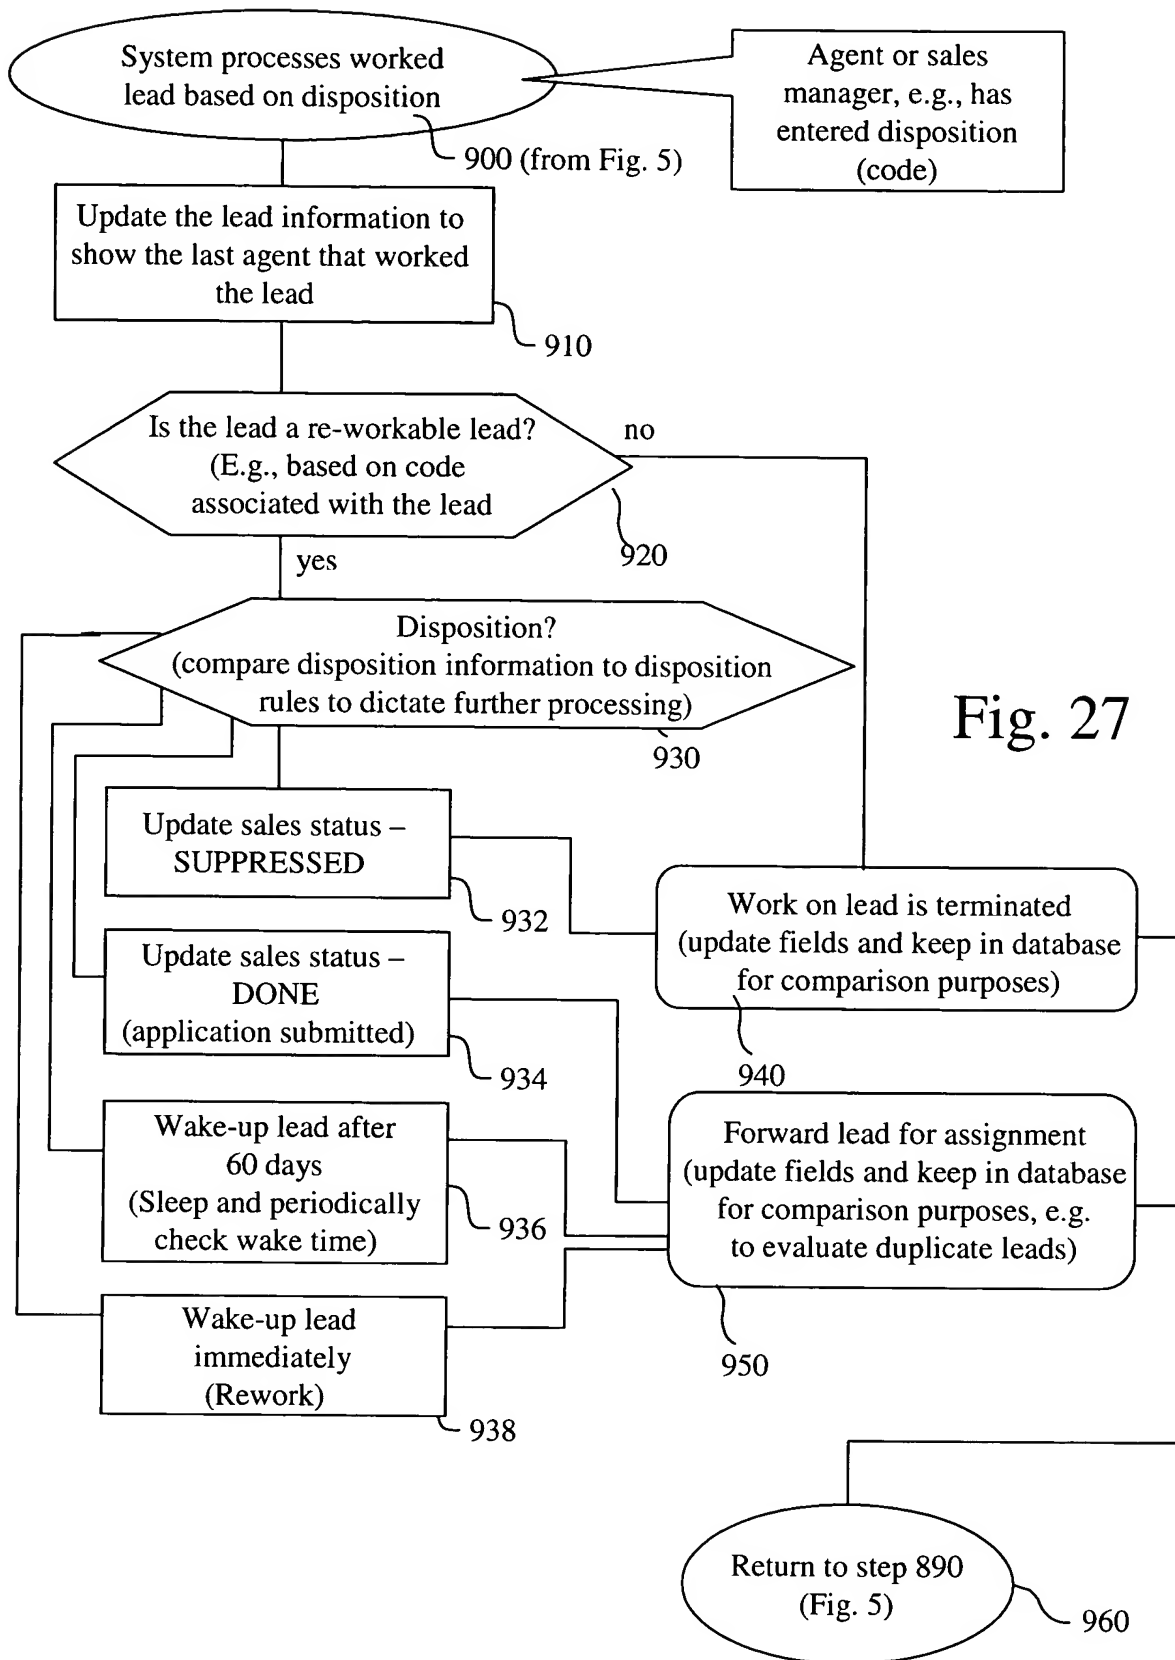 System processes worked
lead based on disposition
900 (from Fig. 5)
Agent or sales
manager, e.g., has
entered disposition
(code)
Update the lead information to
show the last agent that worked
the lead
910
Is the lead a re-workable lead?
(E.g., based on code
associated with the lead
no
920
yes
Disposition?
(compare disposition information to disposition
rules to dictate further processing)
930
Fig. 27
Update sales status –
SUPPRESSED
932
Update sales status –
DONE
(application submitted)
934
Wake-up lead after
60 days
(Sleep and periodically
check wake time)
936
Wake-up lead
immediately
(Rework)
938
Work on lead is terminated
(update fields and keep in database
for comparison purposes)
940
Forward lead for assignment
(update fields and keep in database
for comparison purposes, e.g.
to evaluate duplicate leads)
950
Return to step 890
(Fig. 5)
960